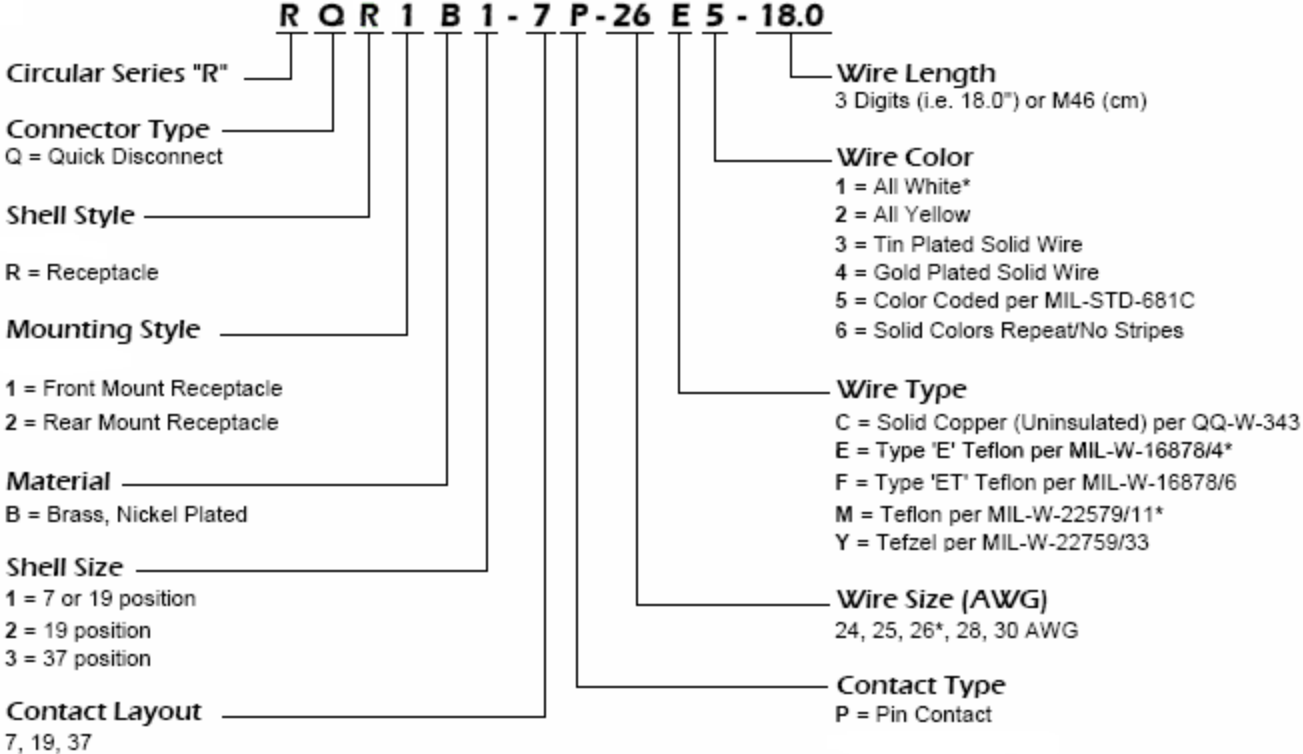 R Q R 1 B 1 - 7 P - 26 E 5 - 18.0
Circular Series "R"
Connector Type
Q = Quick Disconnect
Shell Style
R = Receptacle
Mounting Style
1 = Front Mount Receptacle
2 = Rear Mount Receptacle
Material
B = Brass, Nickel Plated
Shell Size
1 = 7 or 19 position
2 = 19 position
3 = 37 position
Contact Layout
7, 19, 37
Wire Length
3 Digits (i.e. 18.0") or M46 (cm)
Wire Color
1 = All White*
2 = All Yellow
3 = Tin Plated Solid Wire
4 = Gold Plated Solid Wire
5 = Color Coded per MIL-STD-681C
6 = Solid Colors Repeat/No Stripes
Wire Type
C = Solid Copper (Uninsulated) per QQ-W-343
E = Type 'E' Teflon per MIL-W-16878/4*
F = Type 'ET' Teflon per MIL-W-16878/6
M = Teflon per MIL-W-22579/11*
Y = Tefzel per MIL-W-22759/33
Wire Size (AWG)
24, 25, 26*, 28, 30 AWG
Contact Type
P = Pin Contact